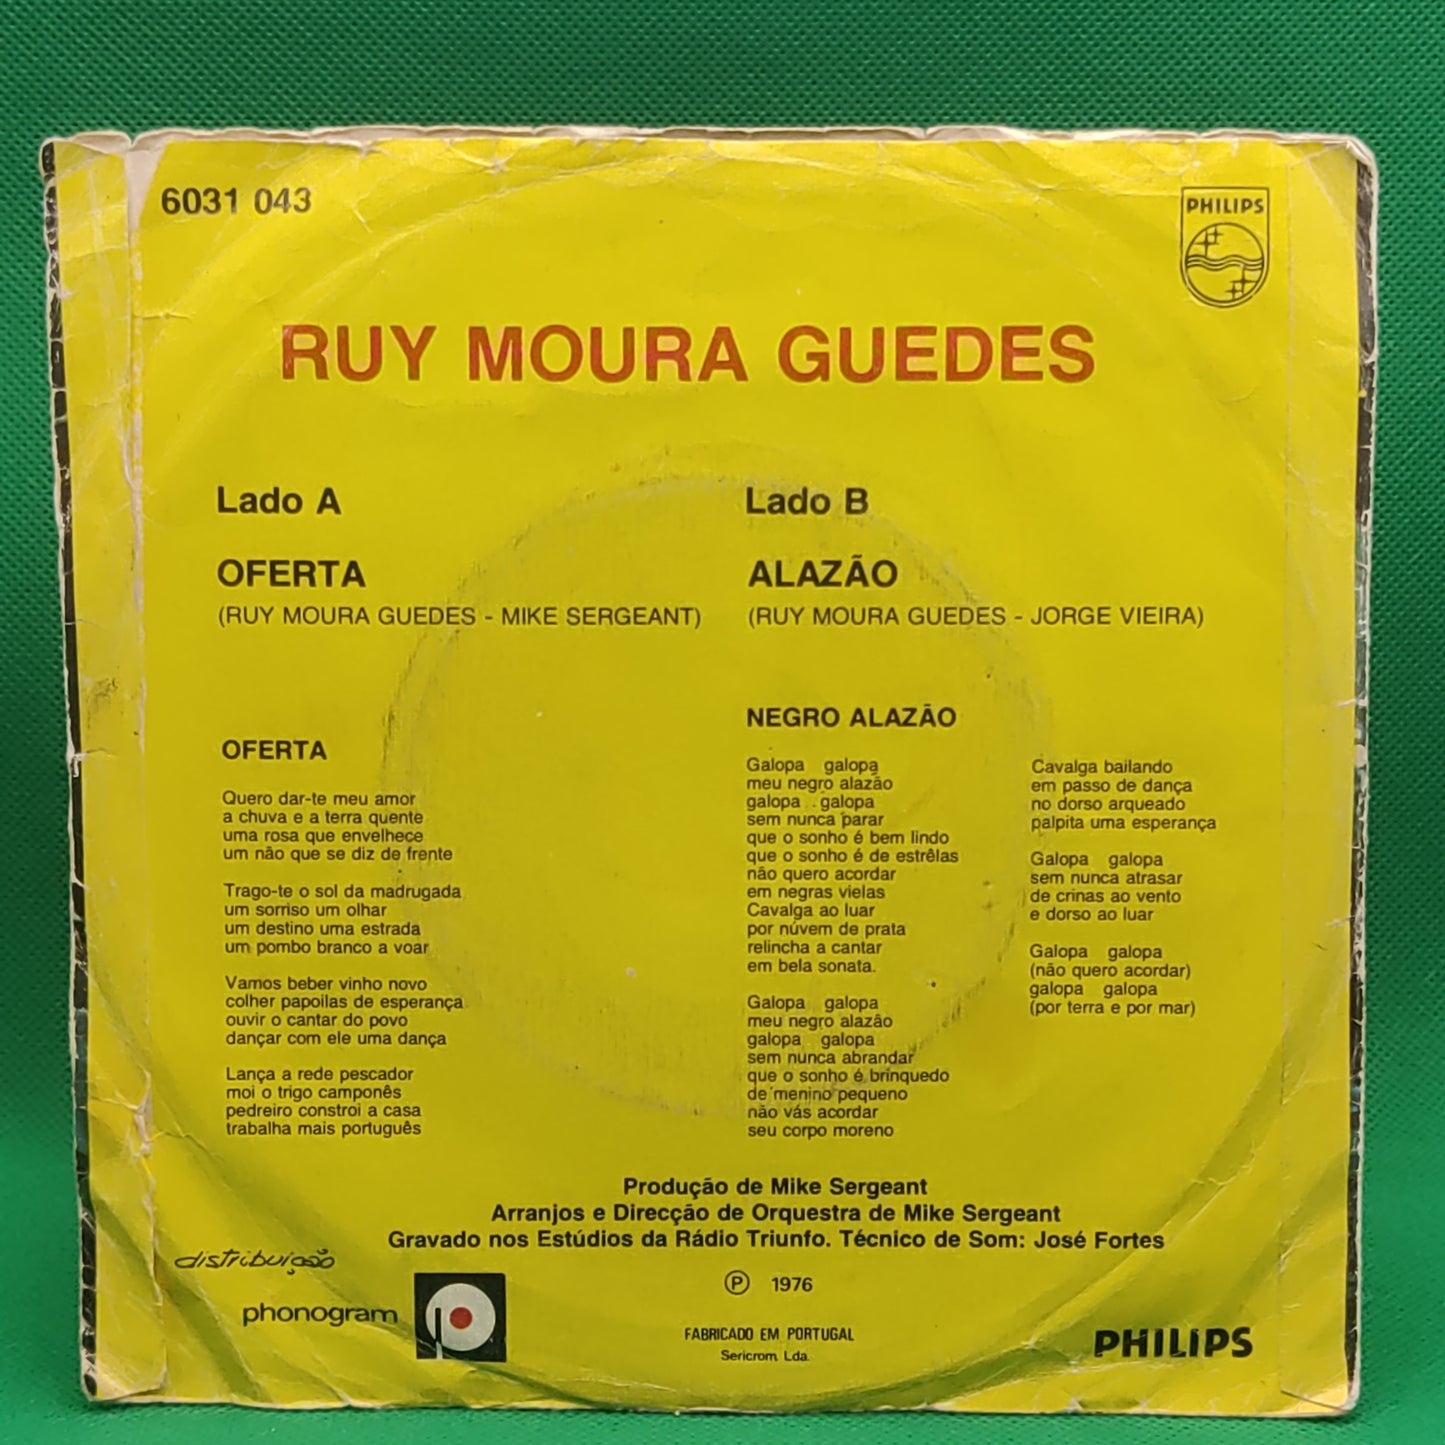 6031 043
PHILIPS
RUY MOURA GUEDES
Lado A
OFERTA
(RUY MOURA GUEDES - MIKE SERGEANT)
Lado B
ALAZÃO
(RUY MOURA GUEDES - JORGE VIEIRA)
OFERTA
Quero dar-te meu amor
a chuva e a terra quente
uma rosa que envelhece
um não que se diz de frente
Trago-te o sol da madrugada
um sorriso um olhar
um destino uma estrada
um pombo branco a voar
Vamos beber vinho novo
colher papoilas de esperança
ouvir o cantar do povo
dançar com ele uma dança
Lança a rede pescador
moi o trigo camponês
pedreiro constroi a casa
trabalha mais português
NEGRO ALAZÃO
Galopa galopa
meu negro alazão
galopa galopa
sem nunca parar
que o sonho é bem lindo
que o sonho é de estrêlas
não quero acordar
em negras vielas
Cavalga ao luar
por núvem de prata
relincha a cantar
em bela sonata.
Galopa galopa
meu negro alazão
galopa galopa
sem nunca abrandar
que o sonho é brinquedo
de menino pequeno
não vás acordar
seu corpo moreno
Cavalga bailando
em passo de dança
no dorso arqueado
palpita uma esperança
Galopa galopa
sem nunca atrasar
de crinas ao vento
e dorso ao luar
Galopa galopa
(não quero acordar)
galopa galopa
(por terra e por mar)
Produção de Mike Sergeant
Arranjos e Direcção de Orquestra de Mike Sergeant
Gravado nos Estúdios da Rádio Triunfo. Técnico de Som: José Fortes
Ⓟ 1976
FABRICADO EM PORTUGAL
Sericrom, Lda.
distribuição
phonogram
PHILIPS